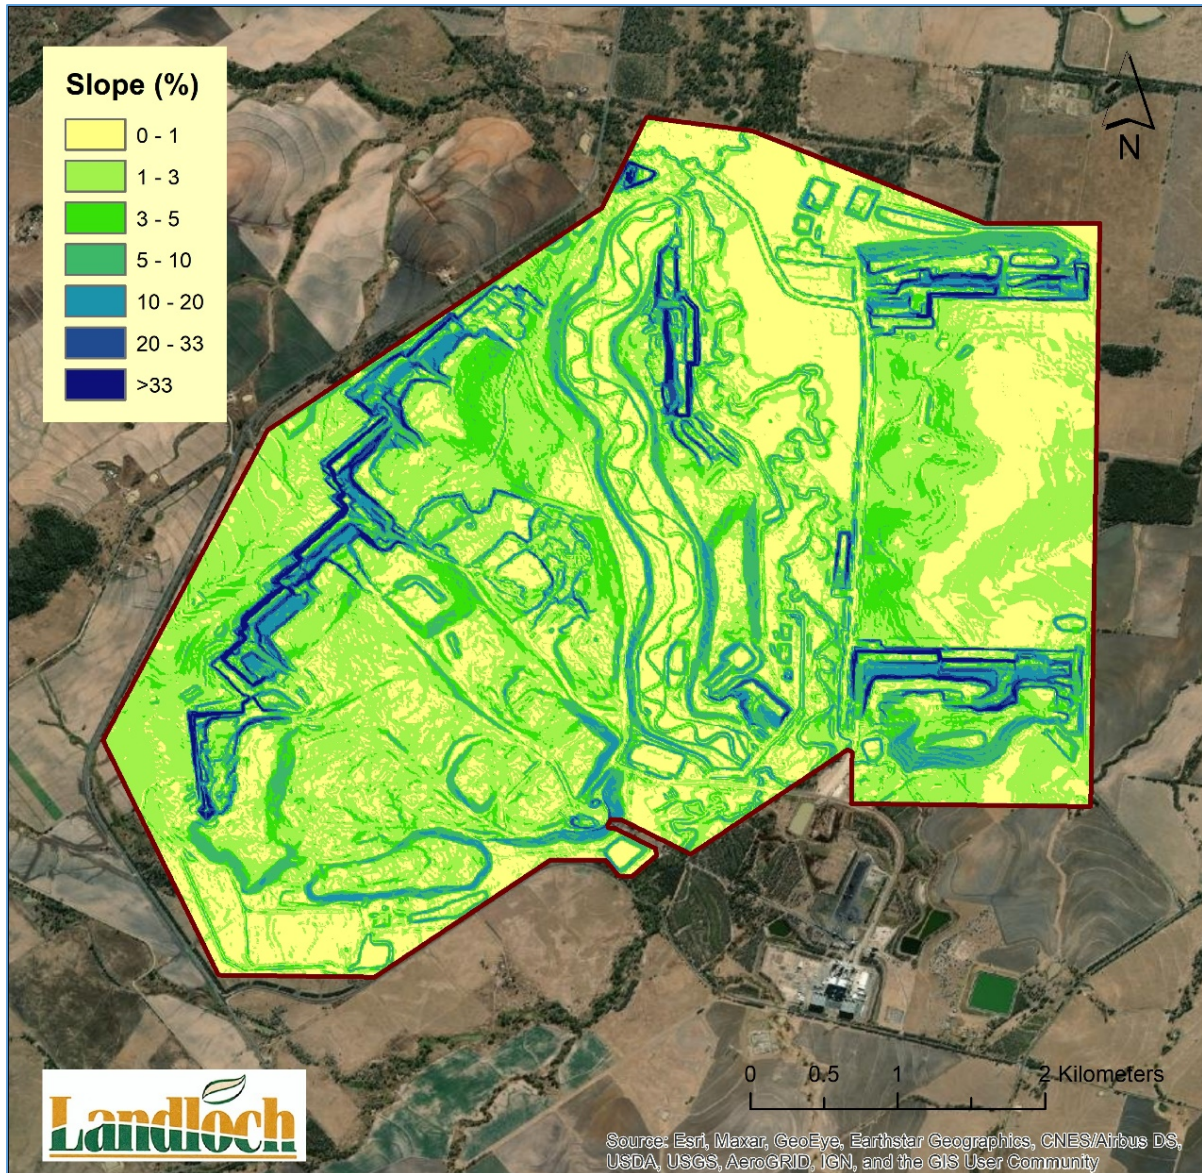 Slope (%)
0 - 1
1 - 3
3 - 5
5 - 10
10 - 20
20 - 33
>33
N
Landloch
0 0.5 1 2 Kilometers
Source: Esri, Maxar, GeoEye, Earthstar Geographics, CNES/Airbus DS,
USDA, USGS, AeroGRID, IGN, and the GIS User Community